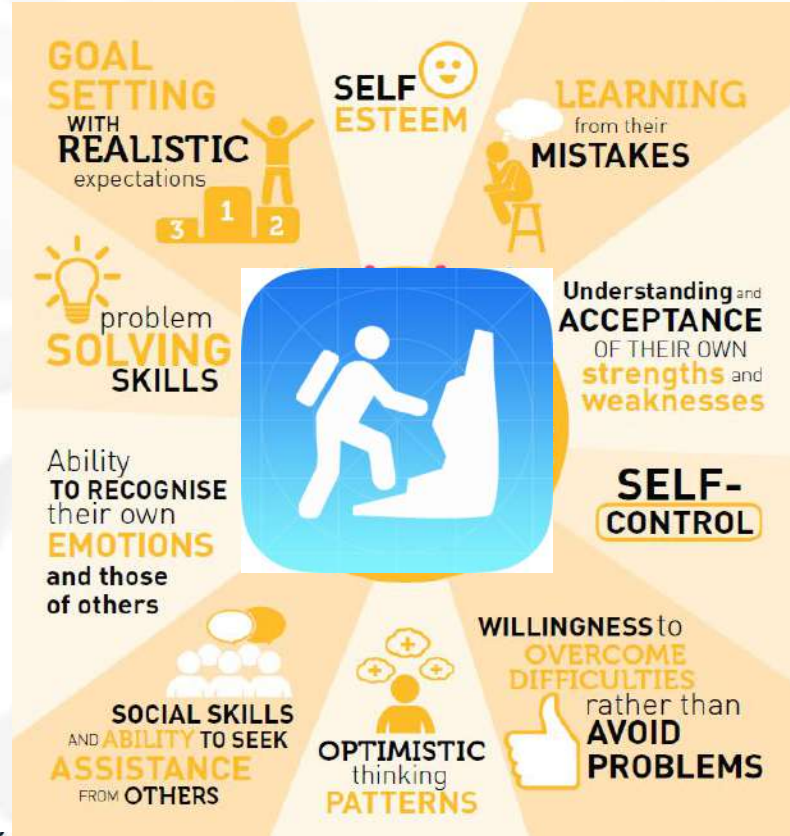 GOAL
SETTING
WITH
REALISTIC
expectations
3 1 2
SELF
ESTEEM
LEARNING
from their
MISTAKES
Understanding and
ACCEPTANCE
OF THEIR OWN
strengths and
weaknesses
SELF-
CONTROL
WILLINGNESS to
OVERCOME
DIFFICULTIES
rather than
AVOID
PROBLEMS
OPTIMISTIC
thinking
PATTERNS
SOCIAL SKILLS
AND ABILITY TO SEEK
ASSISTANCE
FROM OTHERS
Ability
TO RECOGNISE
their own
EMOTIONS
and those
of others
problem
SOLVING
SKILLS